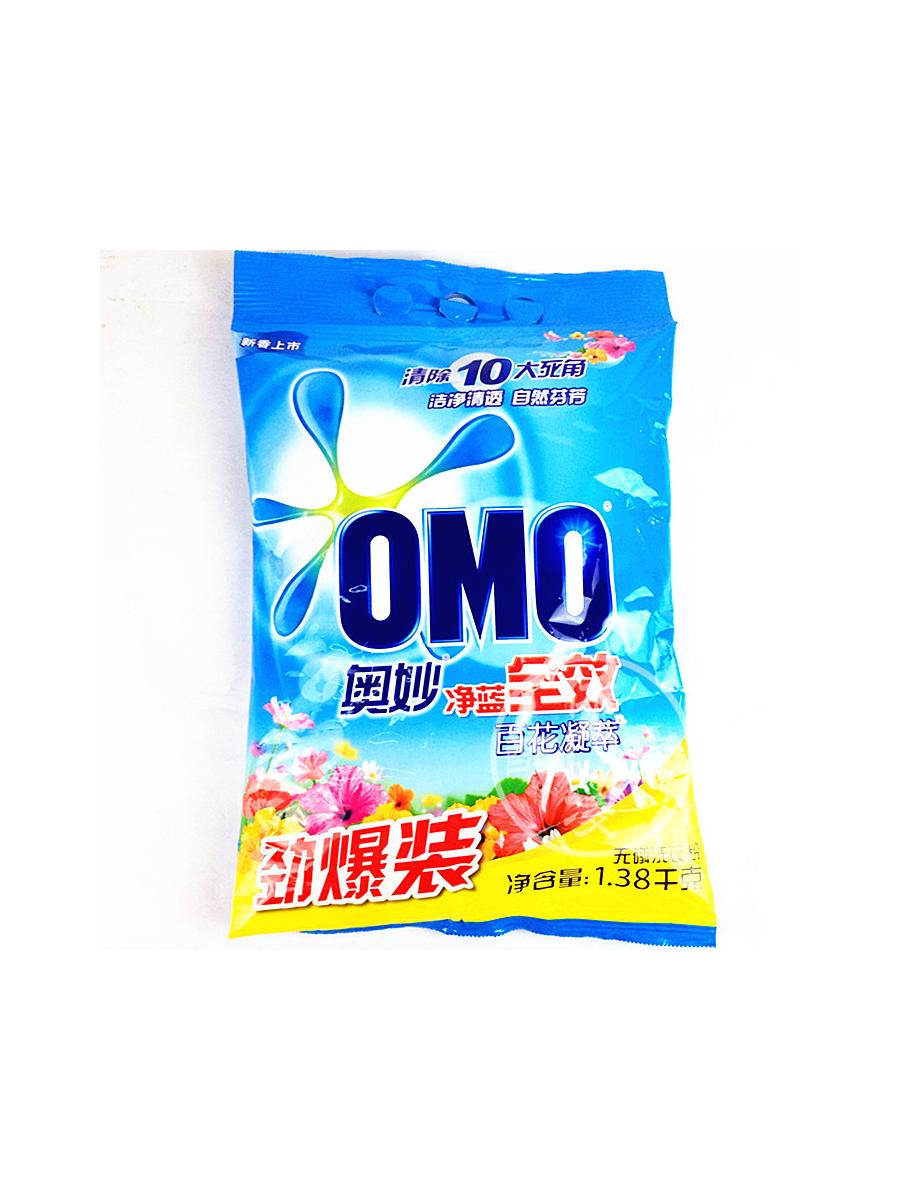 新香上市
清除10大死角
洁净清透 自然芬芳
OMO®
奥妙® 净蓝全效
百花凝萃
劲爆装
无磷洗衣粉
净含量:1.38千克